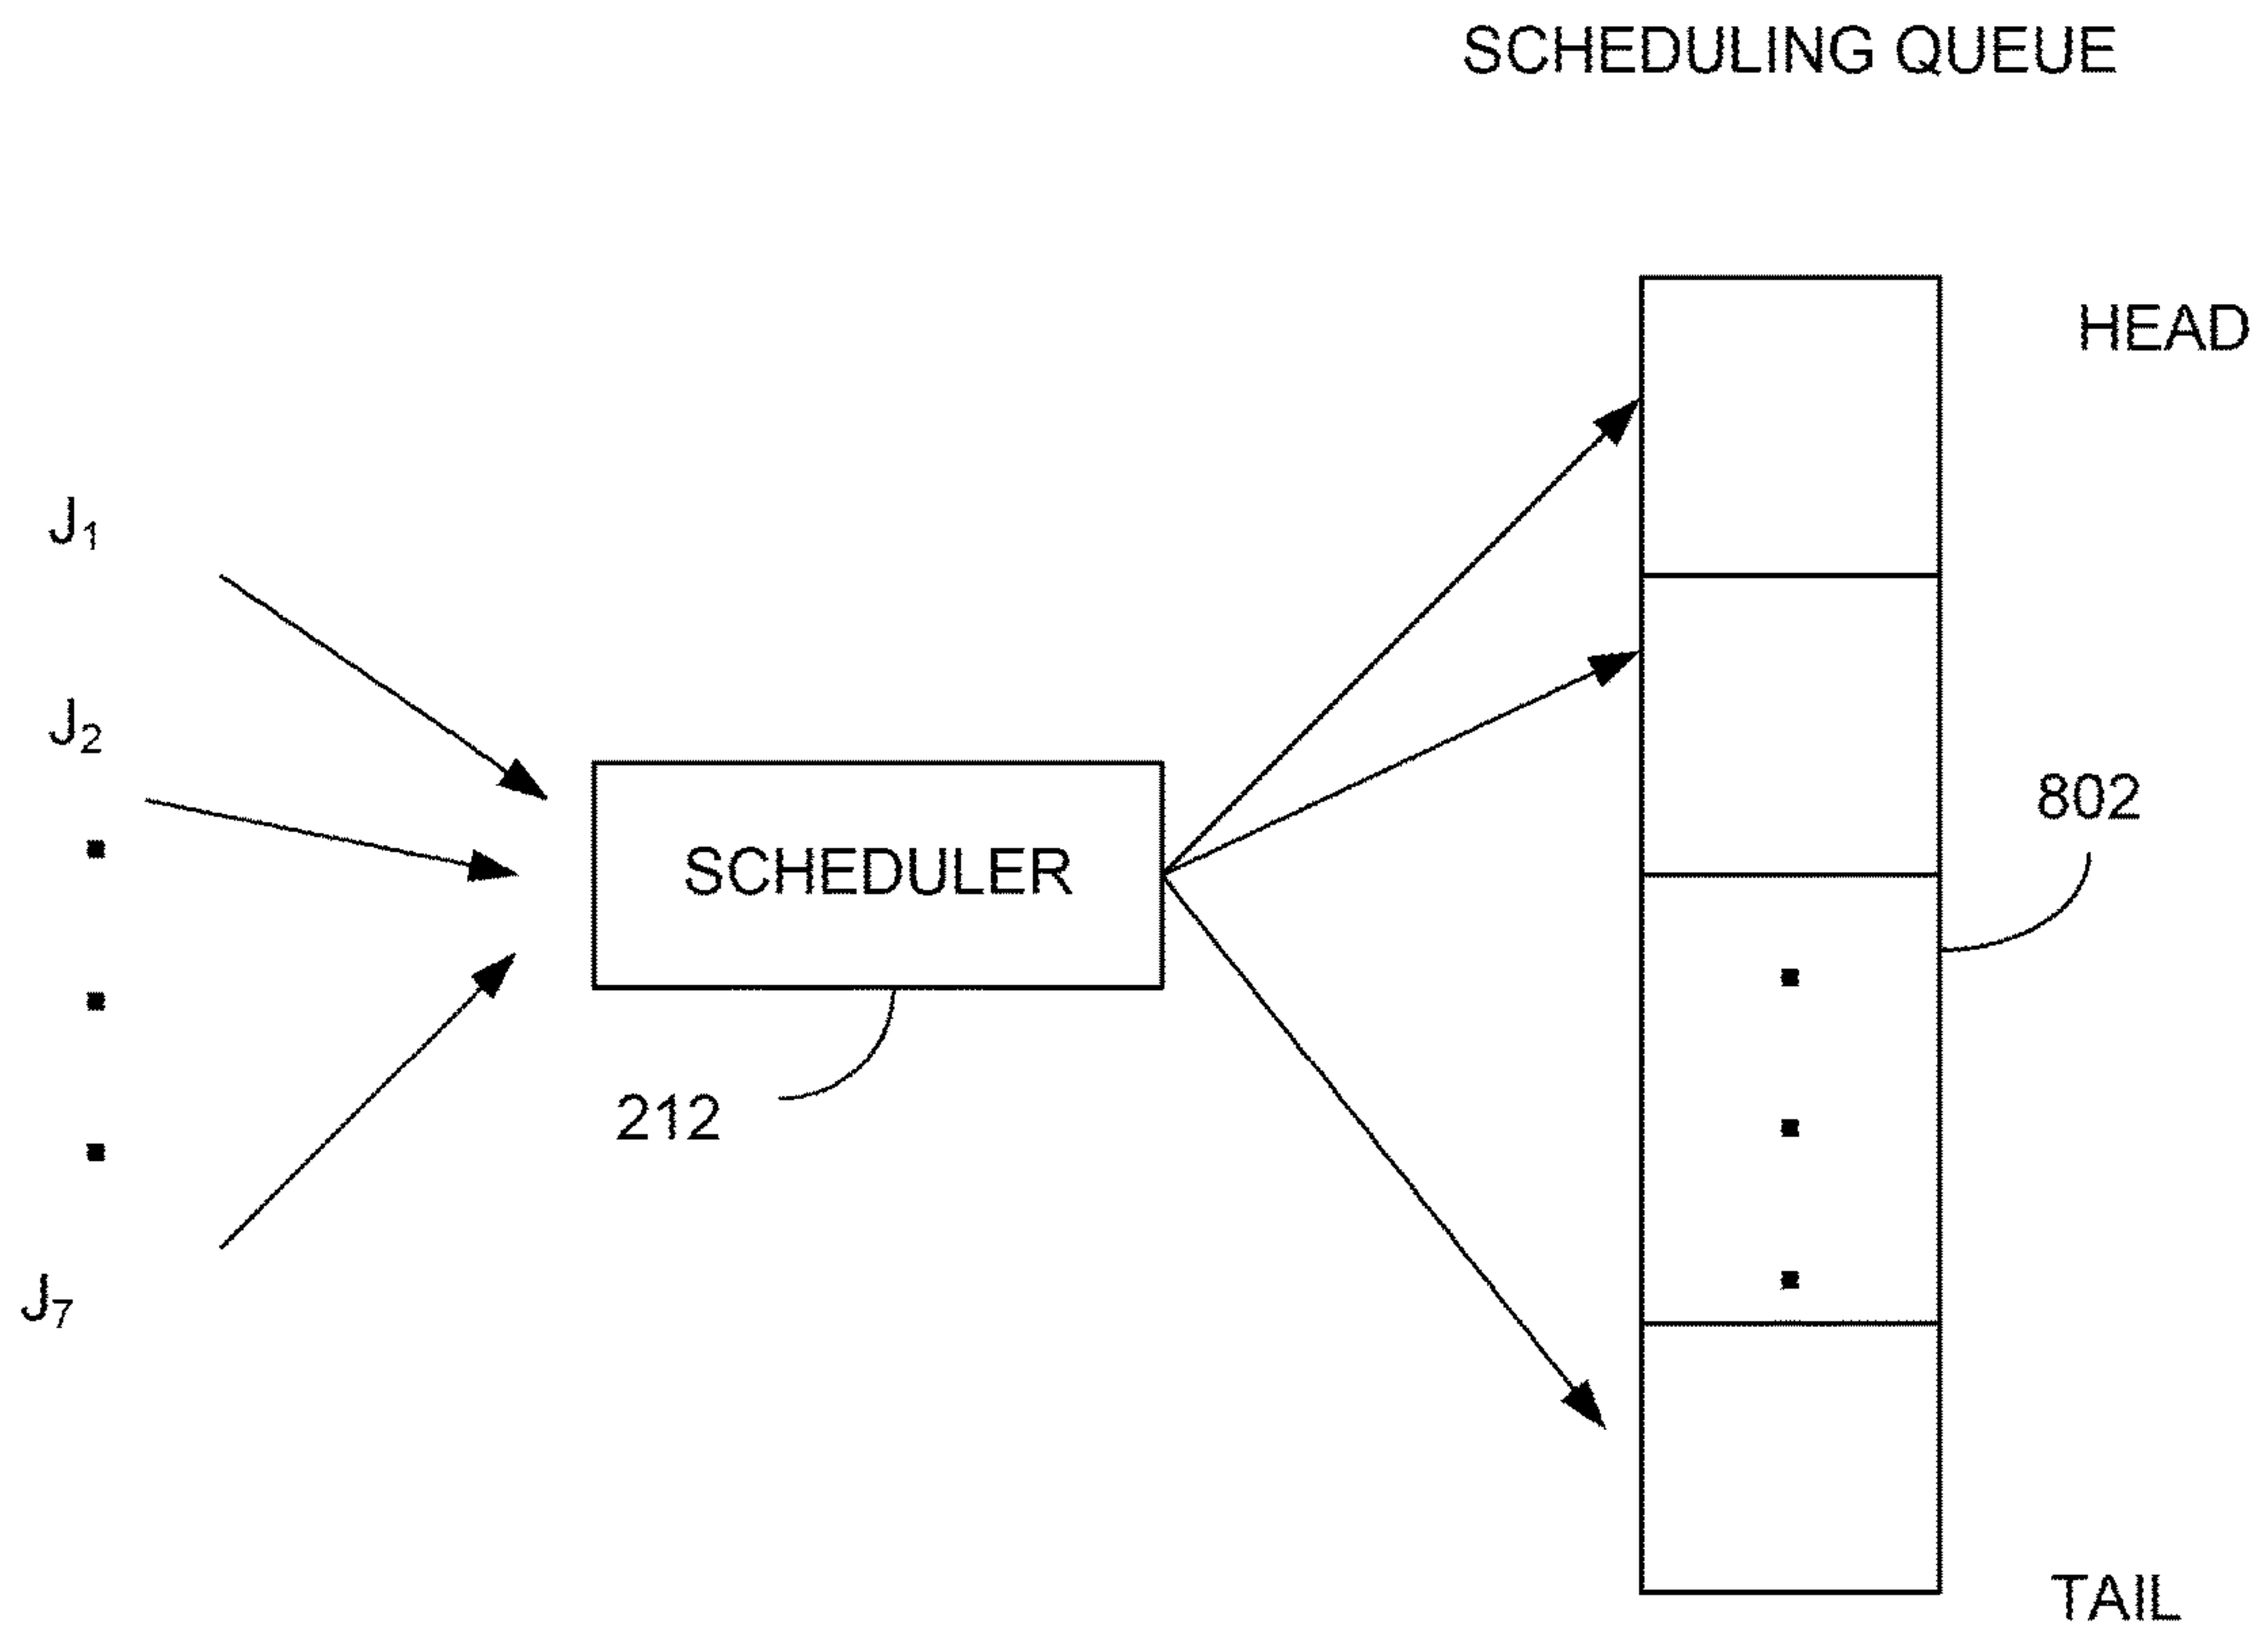 SCHEDULING QUEUE
HEAD
J1
J2
802
SCHEDULER
212
J7
TAIL